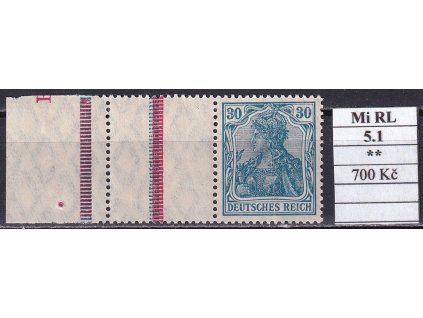 30 30
DEUTSCHES REICH
Mi RL
5.1
**
700 Kč